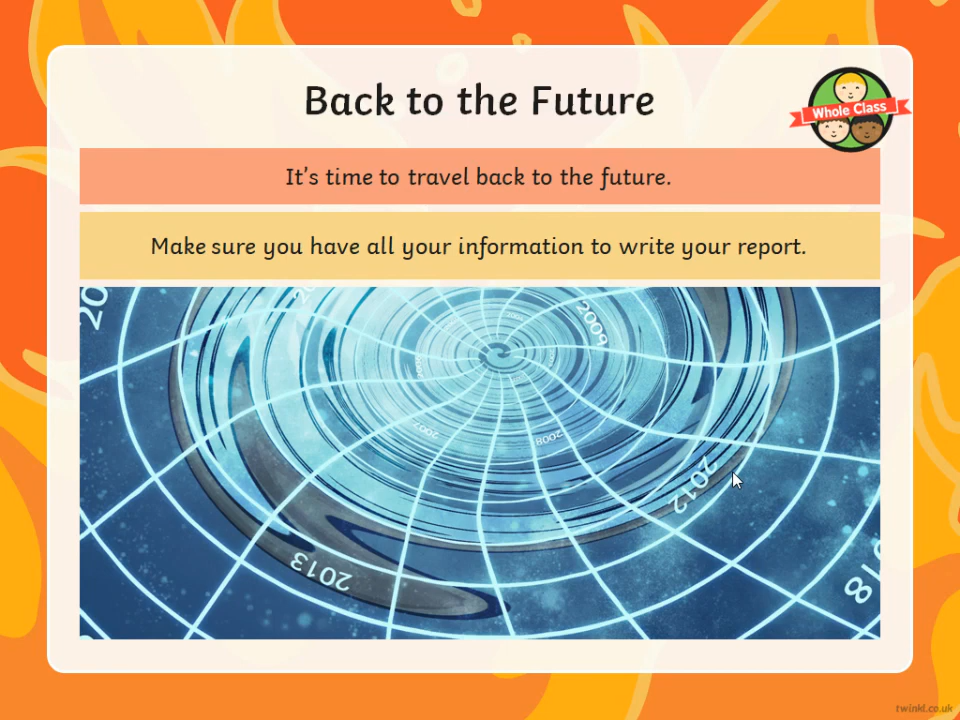 Back to the Future
Whole Class
It's time to travel back to the future.
Make sure you have all your information to write your report.
2009
2007
2008
2012
2013
twinkl.co.uk